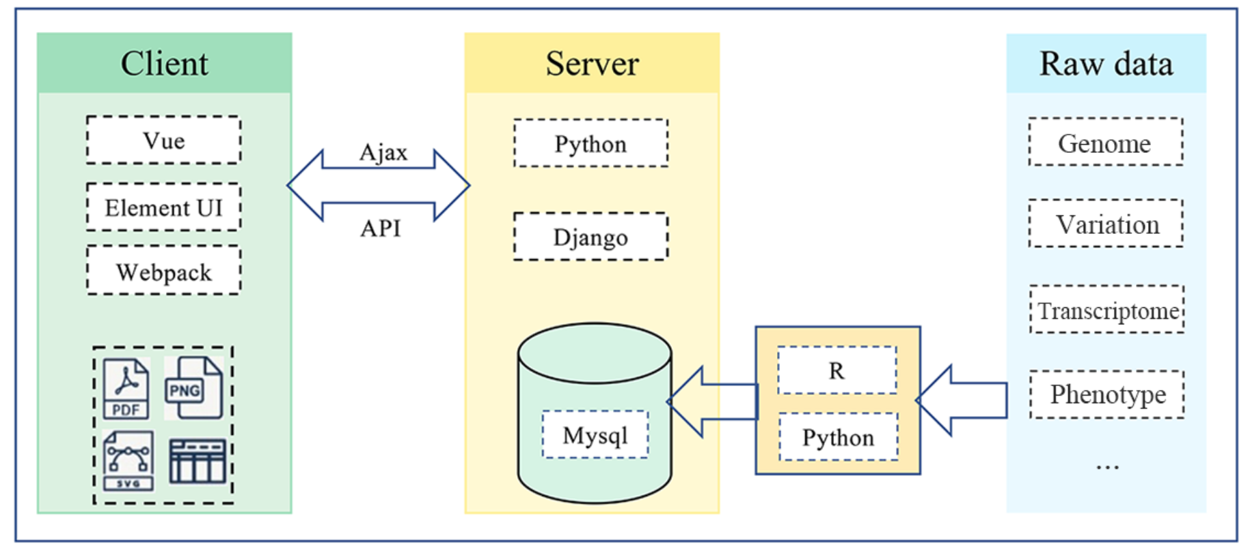 Client
Vue
Element UI
Webpack
PDF
PNG
SVG
Ajax
API
Server
Python
Django
Mysql
R
Python
Raw data
Genome
Variation
Transcriptome
Phenotype
...